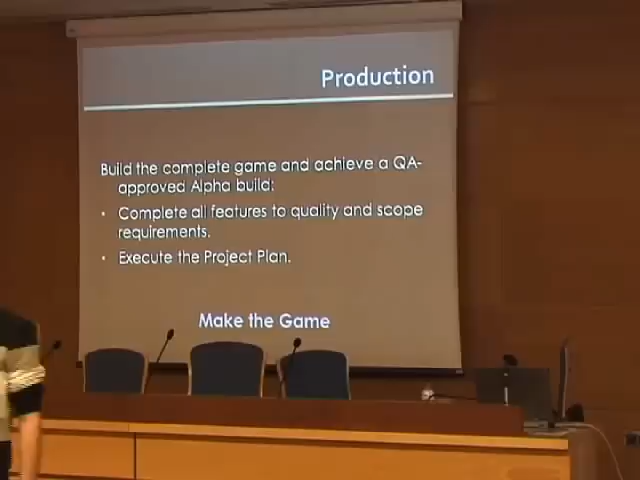 Production
Build the complete game and achieve a QA-
approved Alpha build:
• Complete all features to quality and scope
requirements.
• Execute the Project Plan.
Make the Game